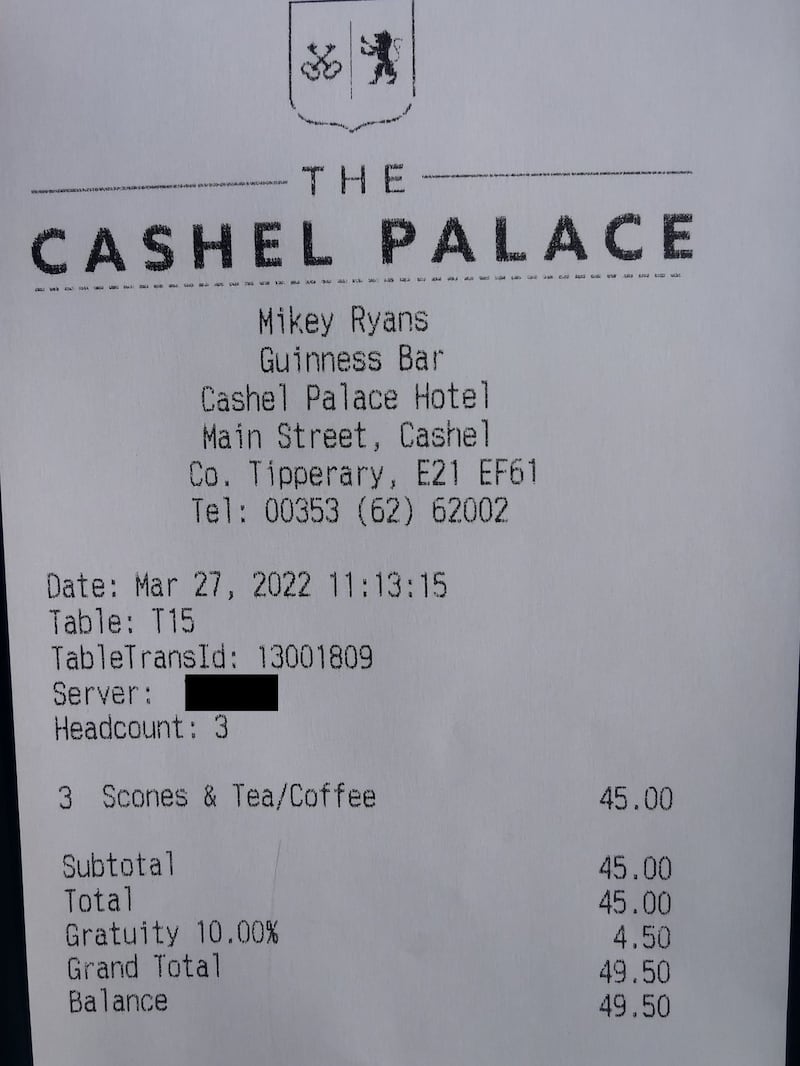 THE
CASHEL PALACE
Mikey Ryans
Guinness Bar
Cashel Palace Hotel
Main Street, Cashel
Co. Tipperary, E21 EF61
Tel: 00353 (62) 62002
Date: Mar 27, 2022 11:13:15
Table: T15
TableTransId: 13001809
Server:
Headcount: 3
3 Scones & Tea/Coffee 45.00
Subtotal 45.00
Total 45.00
Gratuity 10.00% 4.50
Grand Total 49.50
Balance 49.50